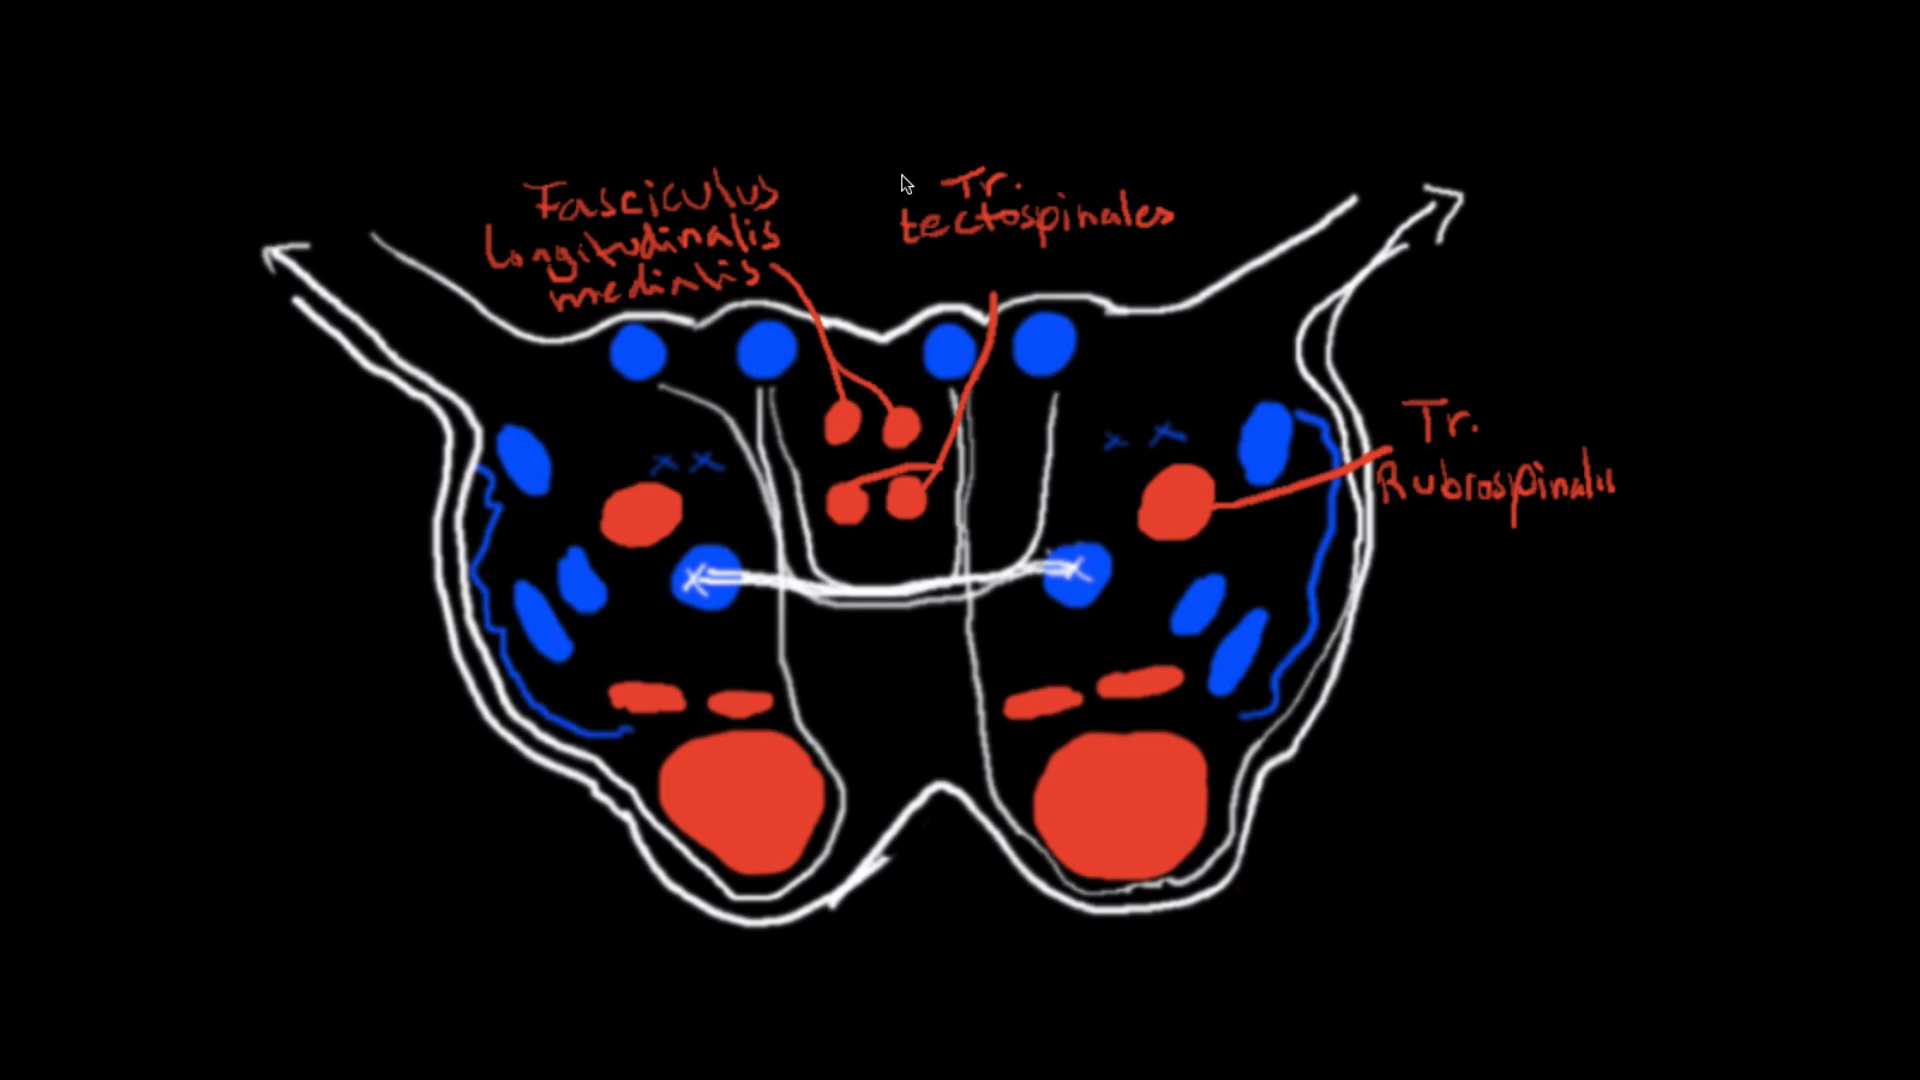 Fasciculus
Longitudinalis
medialis
Tr.
tectospinales
Tr.
Rubrospinalis